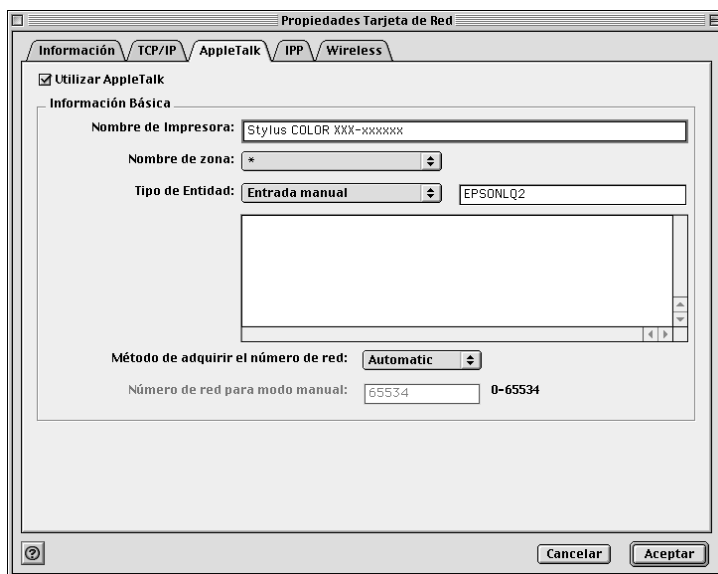 Propiedades Tarjeta de Red
Información TCP/IP AppleTalk IPP Wireless
Utilizar AppleTalk
Información Básica
Nombre de Impresora: Stylus COLOR XXX-xxxxxx
Nombre de zona: *
Tipo de Entidad: Entrada manual EPSONLQ2
Método de adquirir el número de red: Automatic
Número de red para modo manual: 65534 0-65534
? Cancelar Aceptar